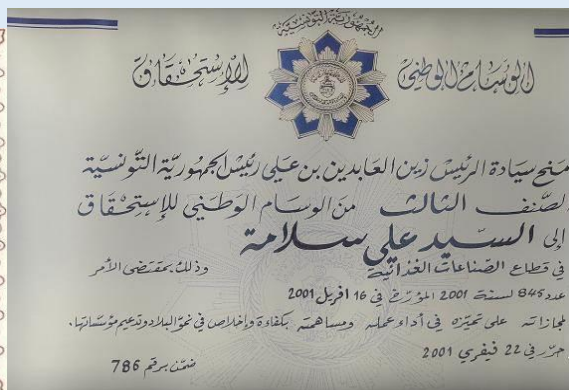 الجمهورية التونسية
الوسام الوطني للإستحقاق
منح سيادة الرئيس زين العابدين بن علي رئيس الجمهورية التونسية
الصنف الثالث من الوسام الوطني للإستحقاق
إلى السيد علي سلامة
في قطاع الصناعات الغذائية وذلك بمقتضى الأمر
عدد 845 لسنة 2001 المؤرخ في 16 افريل 2001
لمجازاته على تميزه في أداء عمله ومساهمته بكفاءة وإخلاص في نمو البلاد وتدعيم مؤسساتها.
حرر في 22 فيفري 2001
ضمن برقم 786